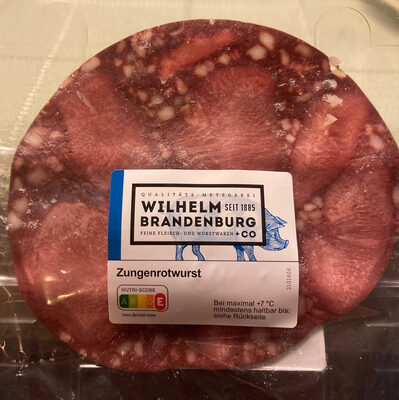 QUALITÄTS-METZGEREI
WILHELM SEIT 1885
BRANDENBURG
FEINE FLEISCH- UND WURSTWAREN + CO
Zungenrotwurst
NUTRI-SCORE
A B C D E
Bei maximal +7 °C
mindestens haltbar bis:
siehe Rückseite
3101404